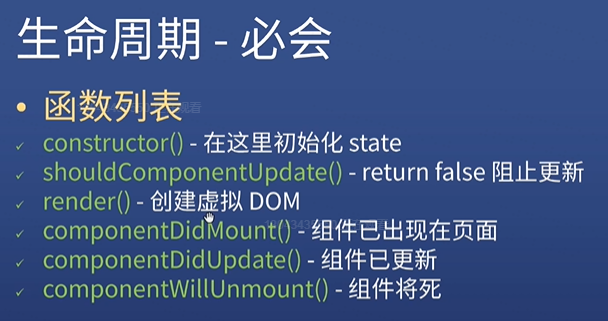 生命周期 - 必会
• 函数列表
✓ constructor() - 在这里初始化 state
✓ shouldComponentUpdate() - return false 阻止更新
✓ render() - 创建虚拟 DOM
✓ componentDidMount() - 组件已出现在页面
✓ componentDidUpdate() - 组件已更新
✓ componentWillUnmount() - 组件将死